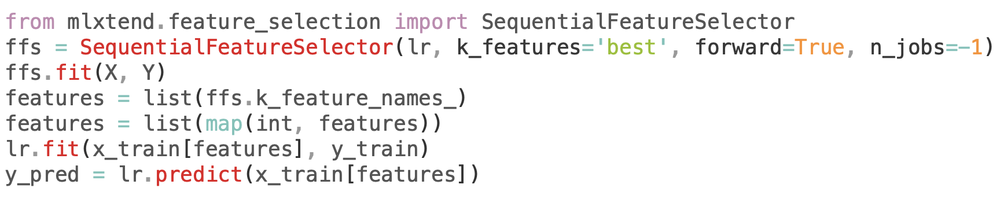 from mlxtend.feature_selection import SequentialFeatureSelector
ffs = SequentialFeatureSelector(lr, k_features='best', forward=True, n_jobs=-1)
ffs.fit(X, Y)
features = list(ffs.k_feature_names_)
features = list(map(int, features))
lr.fit(x_train[features], y_train)
y_pred = lr.predict(x_train[features])